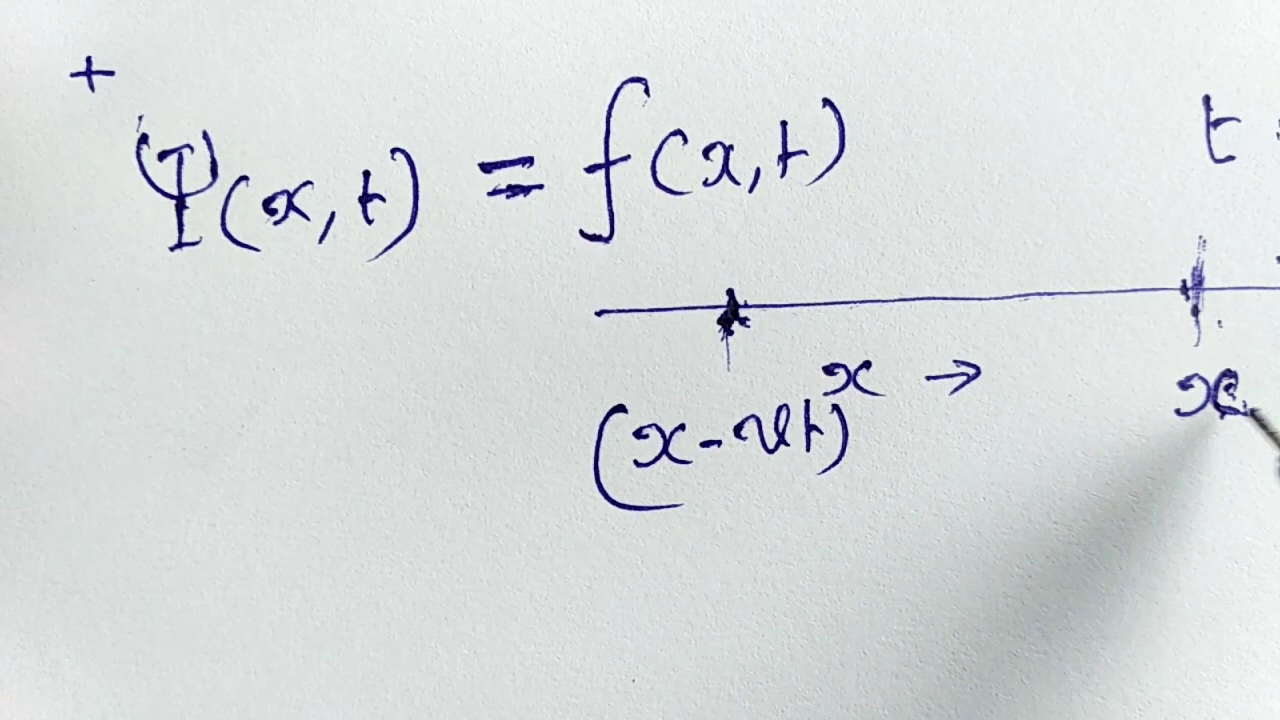 +
Ψ(x,t) = f(x,t)
t
x →
(x-vt)
x